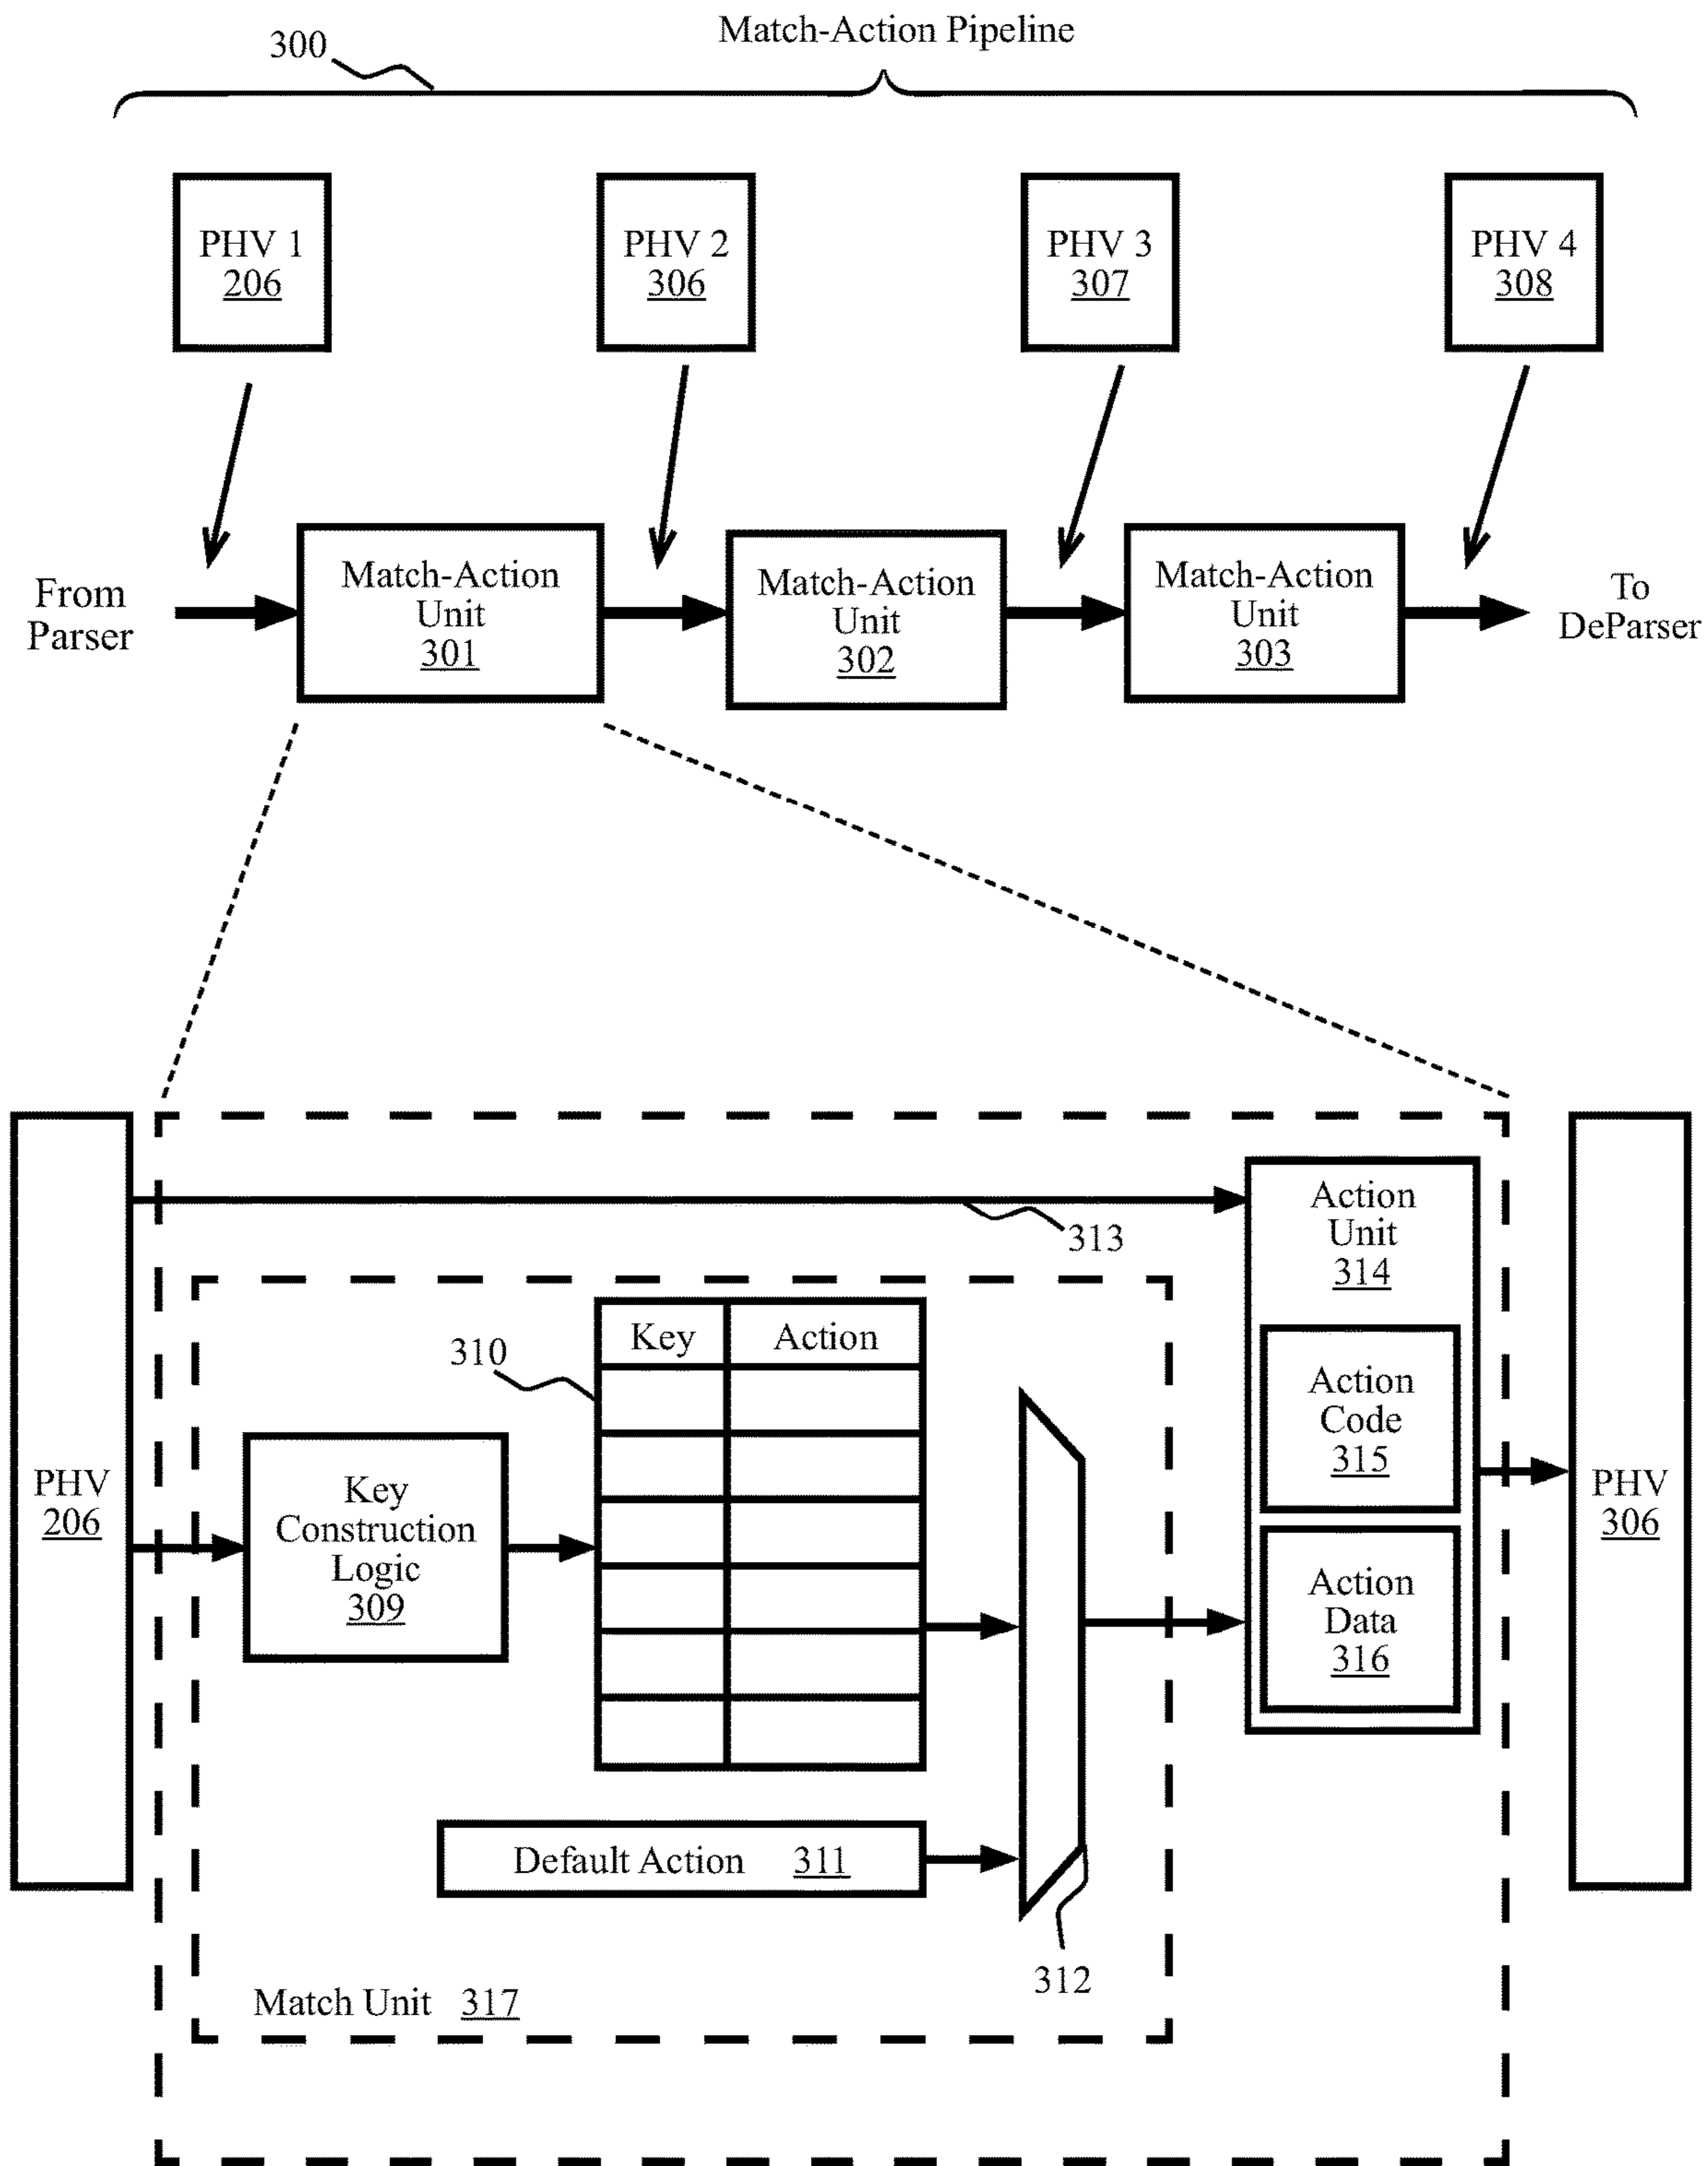 Match-Action Pipeline
300
PHV 1
206
PHV 2
306
PHV 3
307
PHV 4
308
From
Parser
Match-Action
Unit
301
Match-Action
Unit
302
Match-Action
Unit
303
To
DeParser
PHV
206
313
Action
Unit
314
Key
Action
310
Action
Code
315
Key
Construction
Logic
309
Action
Data
316
PHV
306
Default Action 311
312
Match Unit 317